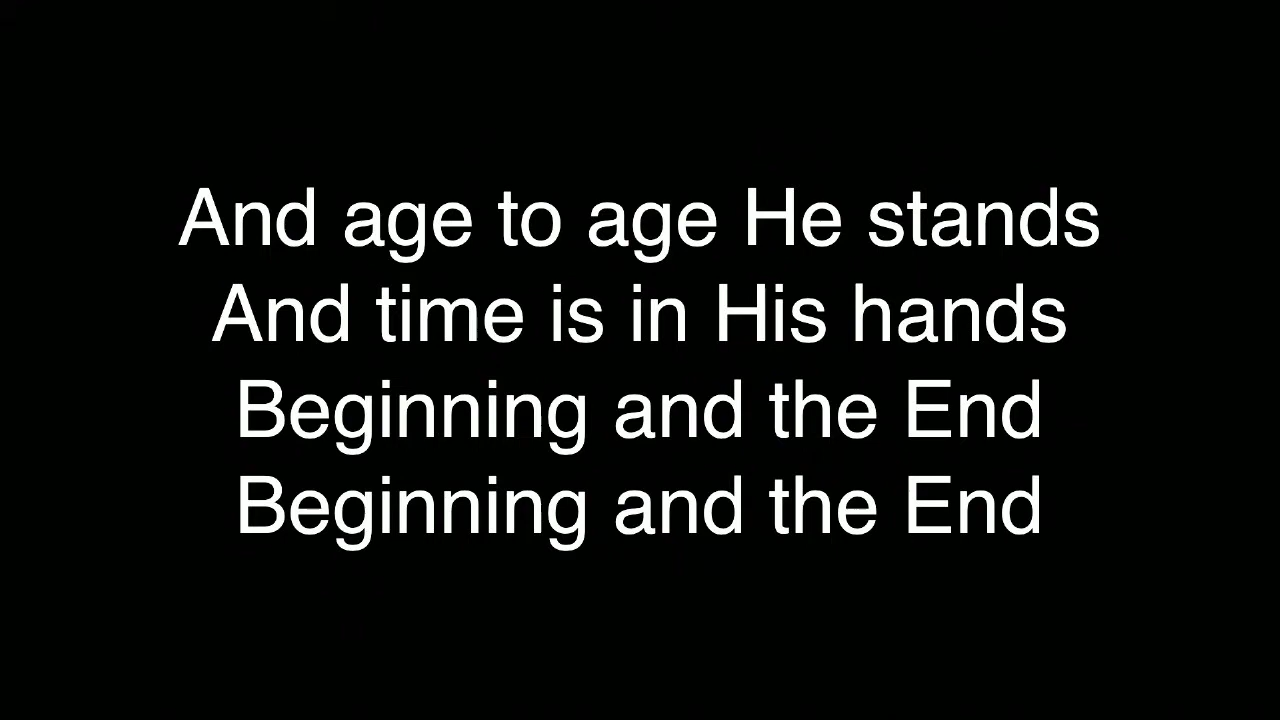 And age to age He stands
And time is in His hands
Beginning and the End
Beginning and the End